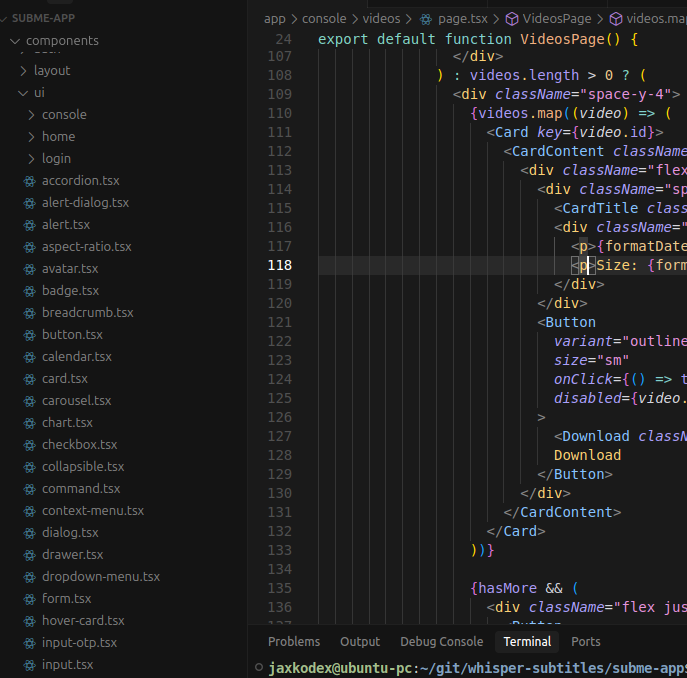 SUBME-APP
components
layout
ui
console
home
login
accordion.tsx
alert-dialog.tsx
alert.tsx
aspect-ratio.tsx
avatar.tsx
badge.tsx
breadcrumb.tsx
button.tsx
calendar.tsx
card.tsx
carousel.tsx
chart.tsx
checkbox.tsx
collapsible.tsx
command.tsx
context-menu.tsx
dialog.tsx
drawer.tsx
dropdown-menu.tsx
form.tsx
hover-card.tsx
input-otp.tsx
input.tsx
app > console > videos > page.tsx > VideosPage > videos.map
24 export default function VideosPage() {
107 </div>
108 ) : videos.length > 0 ? (
109 <div className="space-y-4">
110 {videos.map((video) => (
111 <Card key={video.id}>
112 <CardContent className
113 <div className="flex
114 <div className="sp
115 <CardTitle class
116 <div className="
117 <p>{formatDate
118 <p>Size: {form
119 </div>
120 </div>
121 <Button
122 variant="outline
123 size="sm"
124 onClick={() => t
125 disabled={video.
126 >
127 <Download classN
128 Download
129 </Button>
130 </div>
131 </CardContent>
132 </Card>
133 ))}
134
135 {hasMore && (
136 <div className="flex jus
137 <Button
Problems Output Debug Console Terminal Ports
jaxkodex@ubuntu-pc:~/git/whisper-subtitles/subme-app$